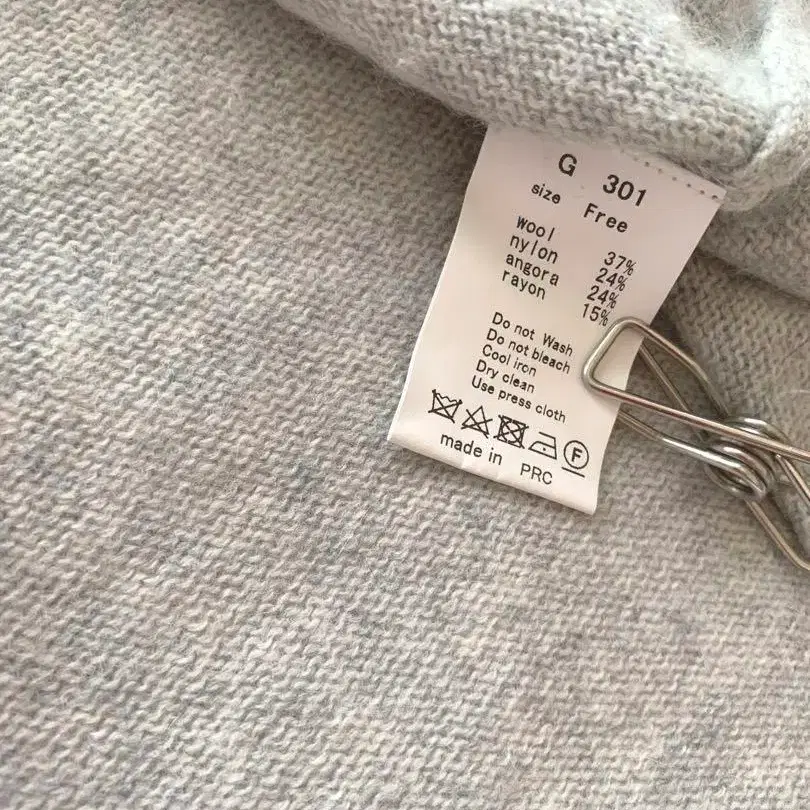 G 301
size Free
wool 37%
nylon 24%
angora 24%
rayon 15%
Do not Wash
Do not bleach
Cool iron
Dry clean
Use press cloth
F
made in PRC